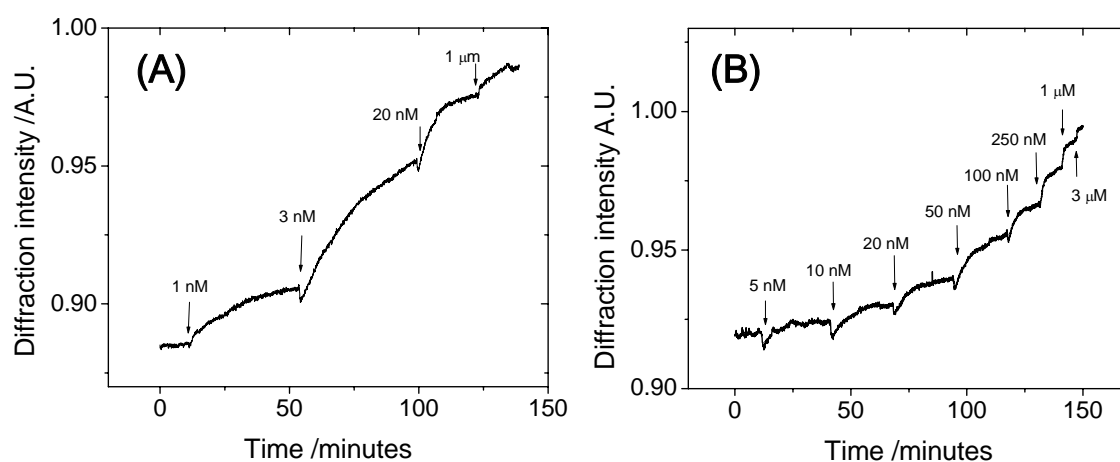 (A)
Diffraction intensity /A.U.
1.00
0.95
0.90
1 nM
3 nM
20 nM
1 μm
0
50
100
150
Time /minutes
(B)
Diffraction intensity A.U.
1.00
0.95
0.90
5 nM
10 nM
20 nM
50 nM
100 nM
250 nM
1 μM
3 μM
0
50
100
150
Time /minutes